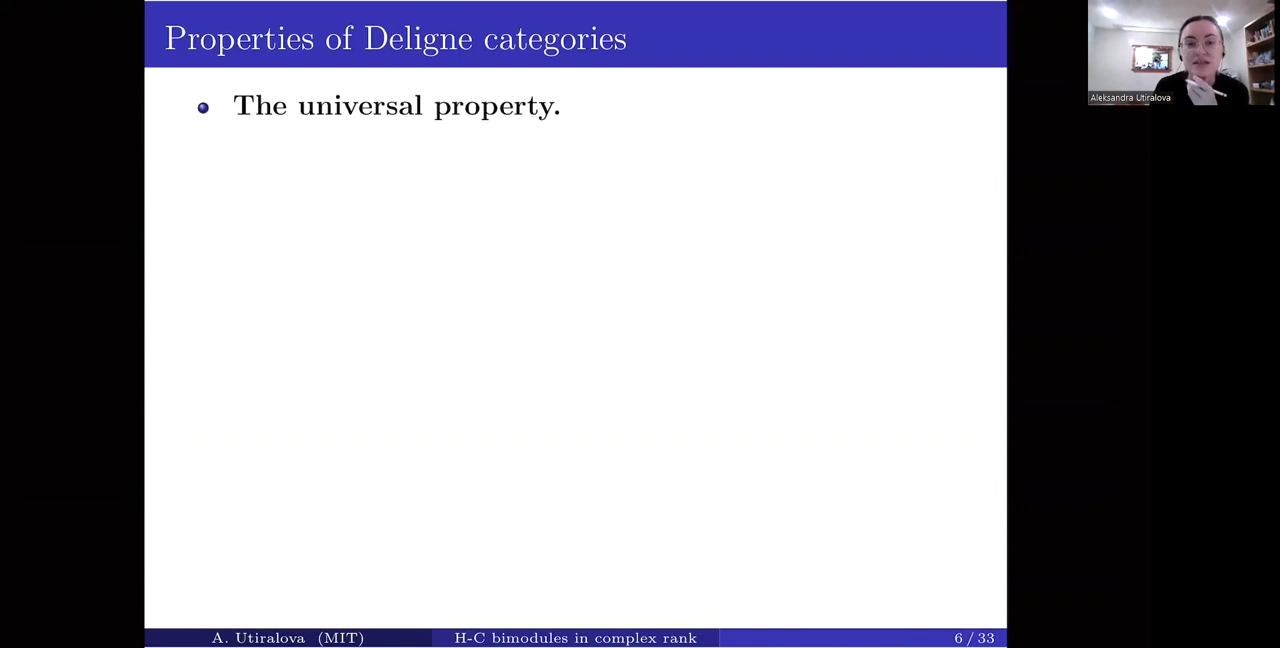 Properties of Deligne categories
Aleksandra Utiralova
The universal property.
A. Utiralova (MIT)
H-C bimodules in complex rank
6 / 33